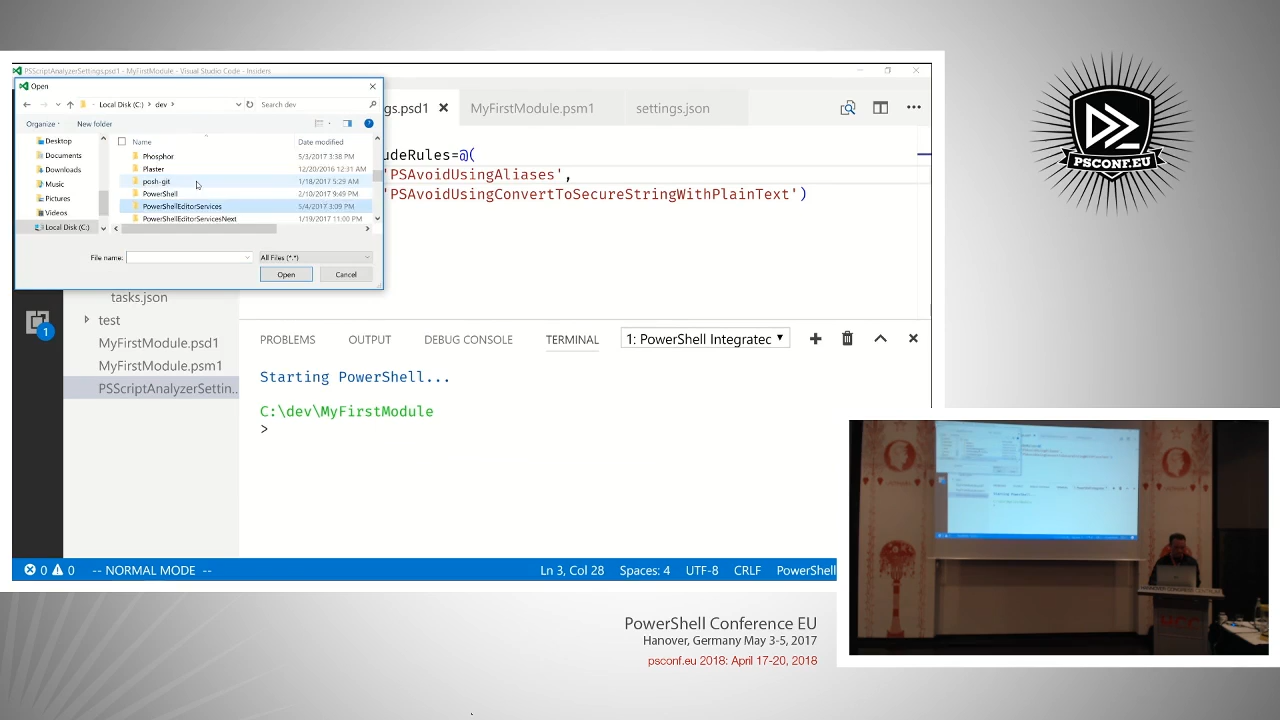 PSScriptAnalyzerSettings.psd1 - MyFirstModule - Visual Studio Code - Insiders
Open
Local Disk (C:) > dev >
Search dev
Organize
New folder
Desktop
Documents
Downloads
Music
Pictures
Videos
Local Disk (C:)
Name
Date modified
Phosphor
5/3/2017 3:38 PM
Plaster
12/20/2016 12:31 AM
posh-git
1/18/2017 5:29 AM
PowerShell
2/10/2017 9:49 PM
PowerShellEditorServices
5/4/2017 3:09 PM
PowerShellEditorServicesNext
1/19/2017 11:00 PM
File name:
All Files (*.*)
Open
Cancel
gs.psd1
MyFirstModule.psm1
settings.json
udeRules=@(
'PSAvoidUsingAliases',
'PSAvoidUsingConvertToSecureStringWithPlainText')
tasks.json
test
MyFirstModule.psd1
MyFirstModule.psm1
PSScriptAnalyzerSettin...
1
PROBLEMS
OUTPUT
DEBUG CONSOLE
TERMINAL
1: PowerShell Integratec
Starting PowerShell...
C:\dev\MyFirstModule
>
0
0
-- NORMAL MODE --
Ln 3, Col 28
Spaces: 4
UTF-8
CRLF
PowerShell
PSCONF.EU
PowerShell Conference EU
Hanover, Germany May 3-5, 2017
psconf.eu 2018: April 17-20, 2018